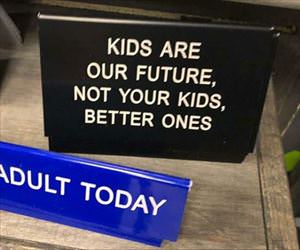 KIDS ARE
OUR FUTURE,
NOT YOUR KIDS,
BETTER ONES
ADULT TODAY